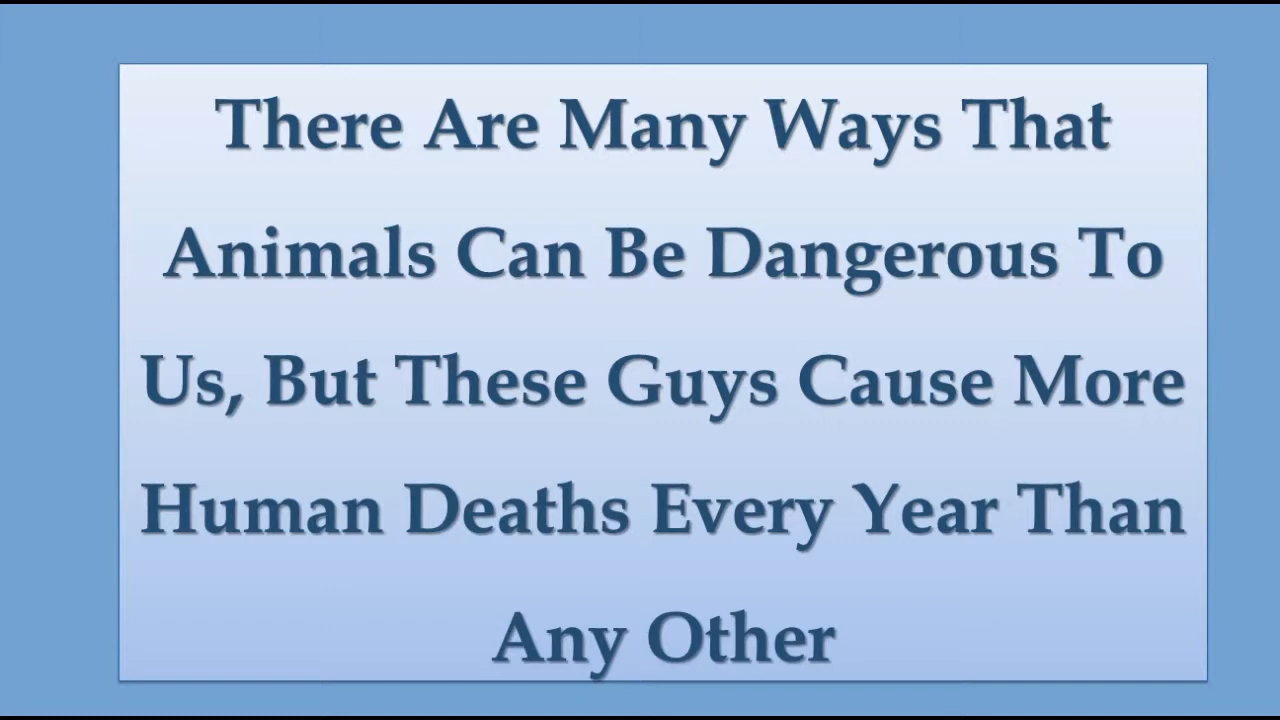 There Are Many Ways That
Animals Can Be Dangerous To
Us, But These Guys Cause More
Human Deaths Every Year Than
Any Other